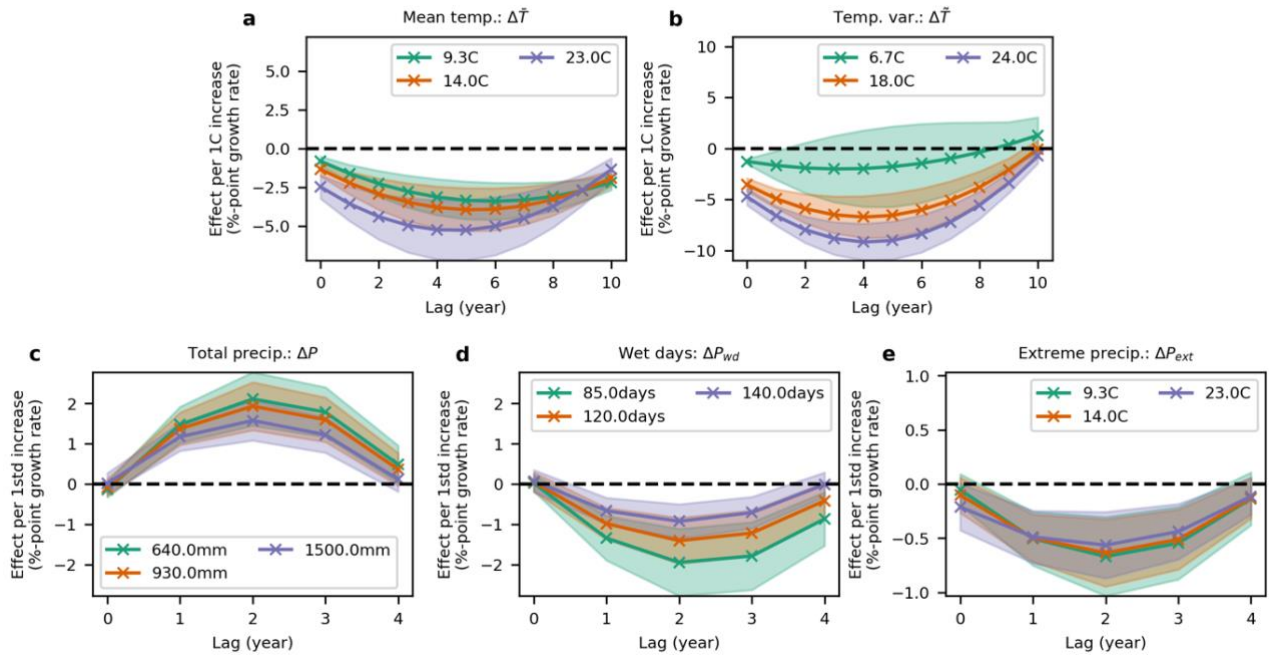 a
Mean temp.: ΔT̄
Effect per 1C increase
(%-point growth rate)
9.3C
14.0C
23.0C
5.0
2.5
0.0
−2.5
−5.0
0 2 4 6 8 10
Lag (year)
b
Temp. var.: ΔT̃
Effect per 1C increase
(%-point growth rate)
6.7C
18.0C
24.0C
10
5
0
−5
−10
0 2 4 6 8 10
Lag (year)
c
Total precip.: ΔP
Effect per 1std increase
(%-point growth rate)
2
1
0
−1
−2
640.0mm
930.0mm
1500.0mm
0 1 2 3 4
Lag (year)
d
Wet days: ΔP_wd
Effect per 1std increase
(%-point growth rate)
85.0days
120.0days
140.0days
2
1
0
−1
−2
0 1 2 3 4
Lag (year)
e
Extreme precip.: ΔP_ext
Effect per 1std increase
(%-point growth rate)
9.3C
14.0C
23.0C
1.0
0.5
0.0
−0.5
−1.0
0 1 2 3 4
Lag (year)